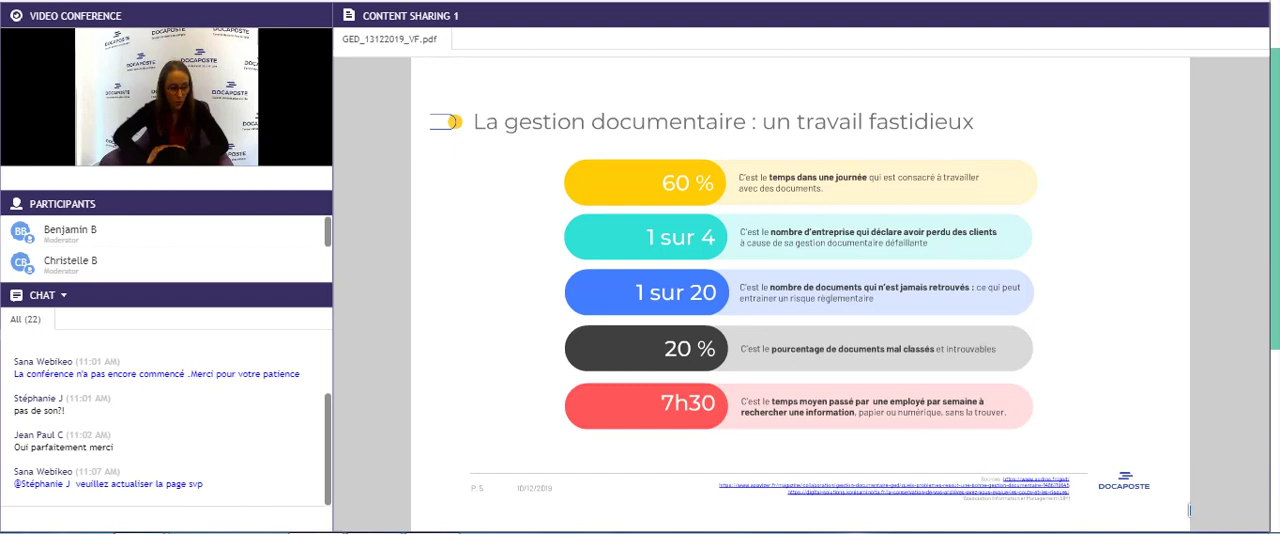 VIDEO CONFERENCE
DOCAPOSTE
DOCAPOSTE
DOCAPOSTE
PARTICIPANTS
BB
Benjamin B
Moderator
CB
Christelle B
Moderator
CHAT
All (22)
Sana Webikeo (11:01 AM)
La conférence n'a pas encore commencé .Merci pour votre patience
Stéphanie J (11:01 AM)
pas de son?!
Jean Paul C (11:02 AM)
Oui parfaitement merci
Sana Webikeo (11:07 AM)
@Stéphanie J veuillez actualiser la page svp
CONTENT SHARING 1
GED_13122019_VF.pdf
La gestion documentaire : un travail fastidieux
60 %
C'est le temps dans une journée qui est consacré à travailler
avec des documents.
1 sur 4
C'est le nombre d'entreprise qui déclare avoir perdu des clients
à cause de sa gestion documentaire défaillante
1 sur 20
C'est le nombre de documents qui n'est jamais retrouvés : ce qui peut
entrainer un risque règlementaire
20 %
C'est le pourcentage de documents mal classés et introuvables
7h30
C'est le temps moyen passé par une employé par semaine à
rechercher une information, papier ou numérique, sans la trouver.
P. 5
10/12/2019
DOCAPOSTE